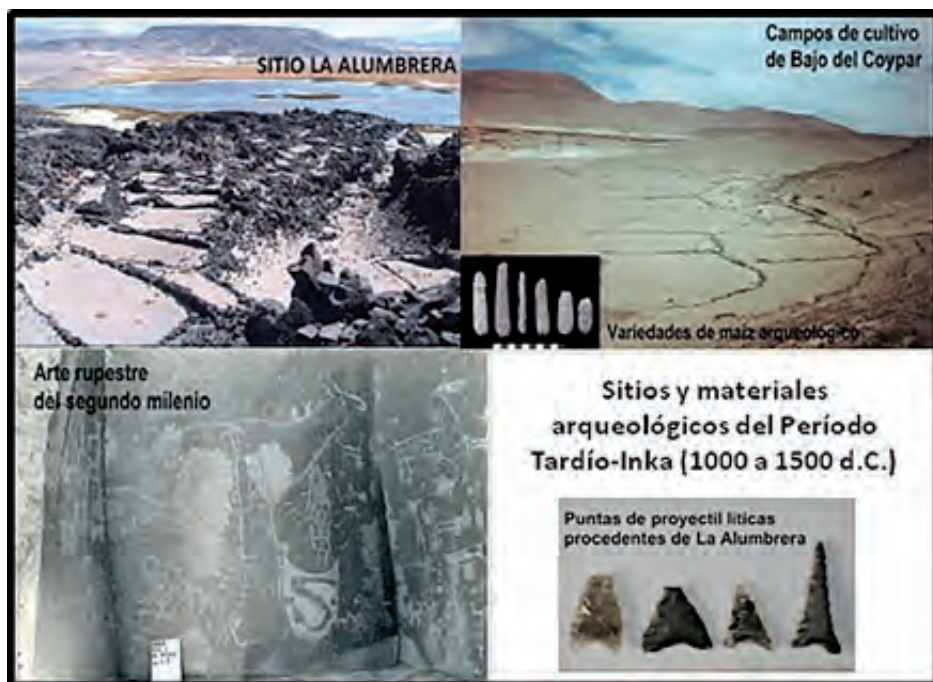 SITIO LA ALUMBRERA
Campos de cultivo
de Bajo del Coypar
Variedades de maíz arqueológico
Arte rupestre
del segundo milenio
Sitios y materiales
arqueológicos del Período
Tardío-Inka (1000 a 1500 d.C.)
Puntas de proyectil líticas
procedentes de La Alumbrera